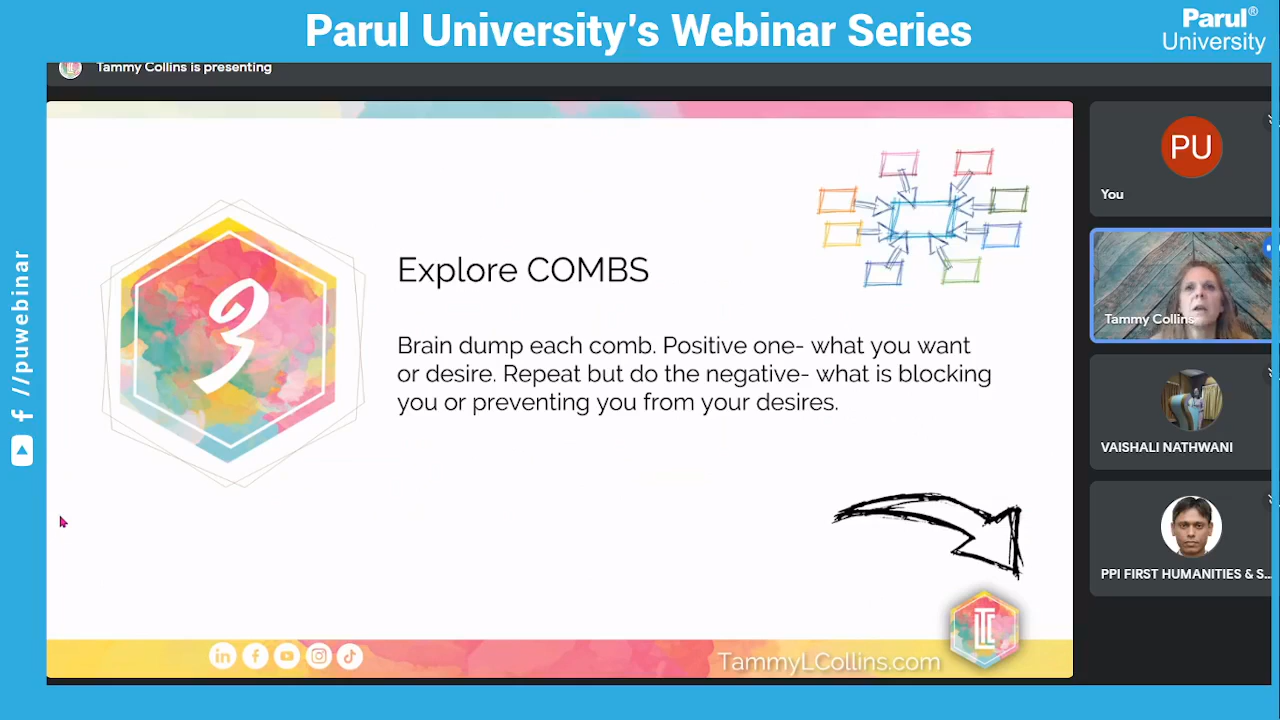 Parul University's Webinar Series
Parul®
University
Tammy Collins is presenting
PU
You
Tammy Collins
VAISHALI NATHWANI
PPI FIRST HUMANITIES & S...
//puwebinar
3
Explore COMBS
Brain dump each comb. Positive one- what you want
or desire. Repeat but do the negative- what is blocking
you or preventing you from your desires.
TammyLCollins.com
TLC